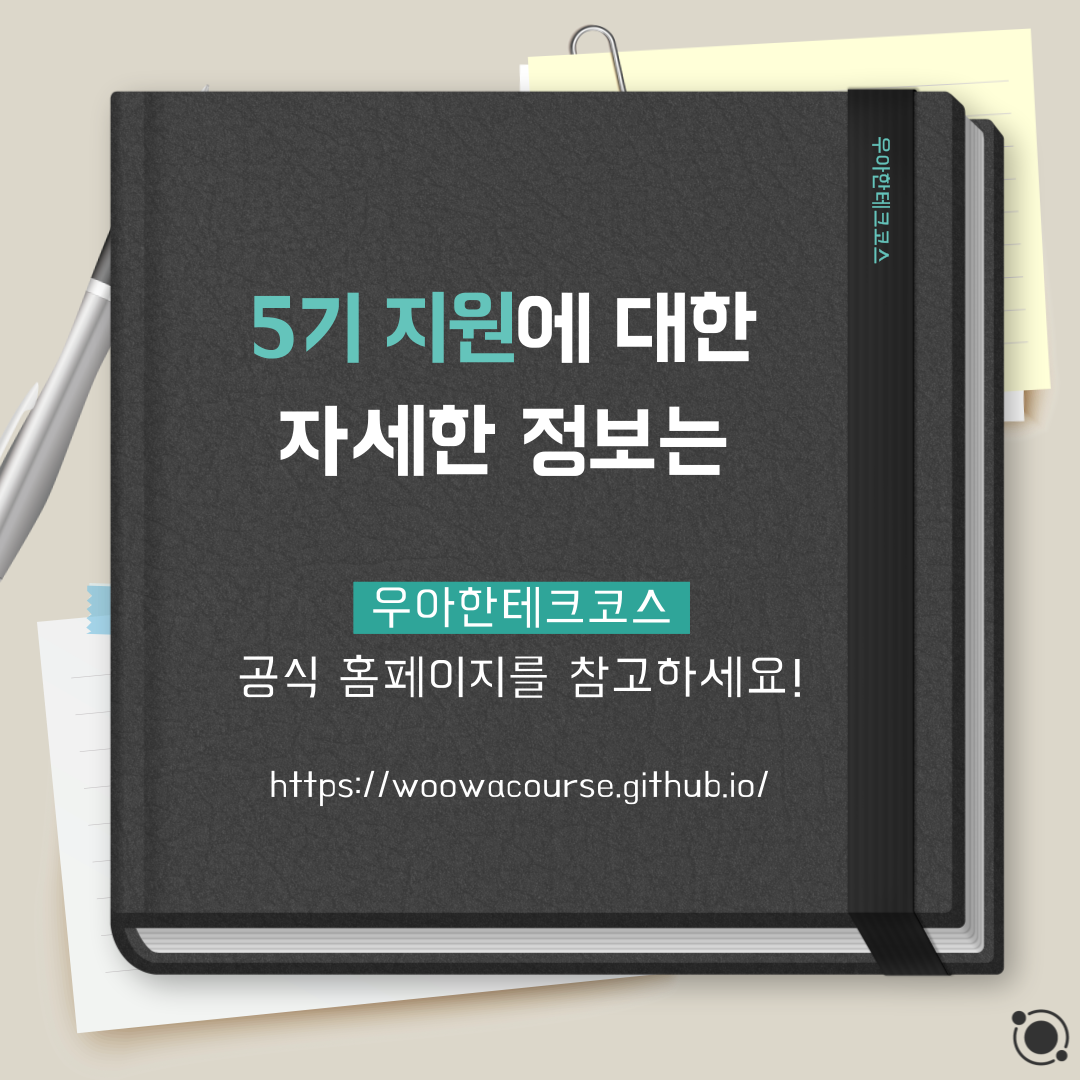 우아한테크코스
5기 지원에 대한
자세한 정보는
우아한테크코스
공식 홈페이지를 참고하세요!
https://woowacourse.github.io/